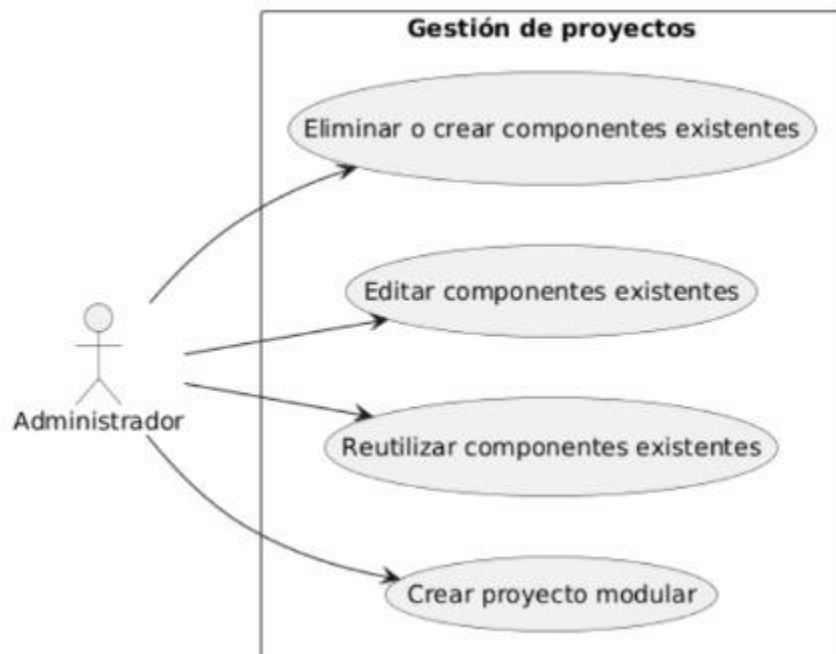 Gestión de proyectos
Eliminar o crear componentes existentes
Editar componentes existentes
Administrador
Reutilizar componentes existentes
Crear proyecto modular